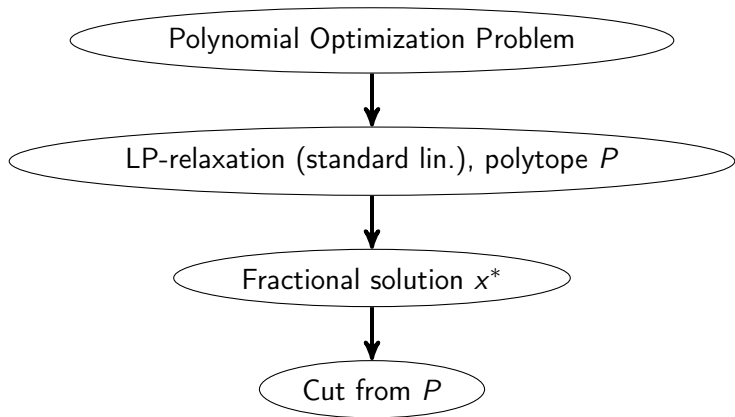 Polynomial Optimization Problem
LP-relaxation (standard lin.), polytope P
Fractional solution x*
Cut from P